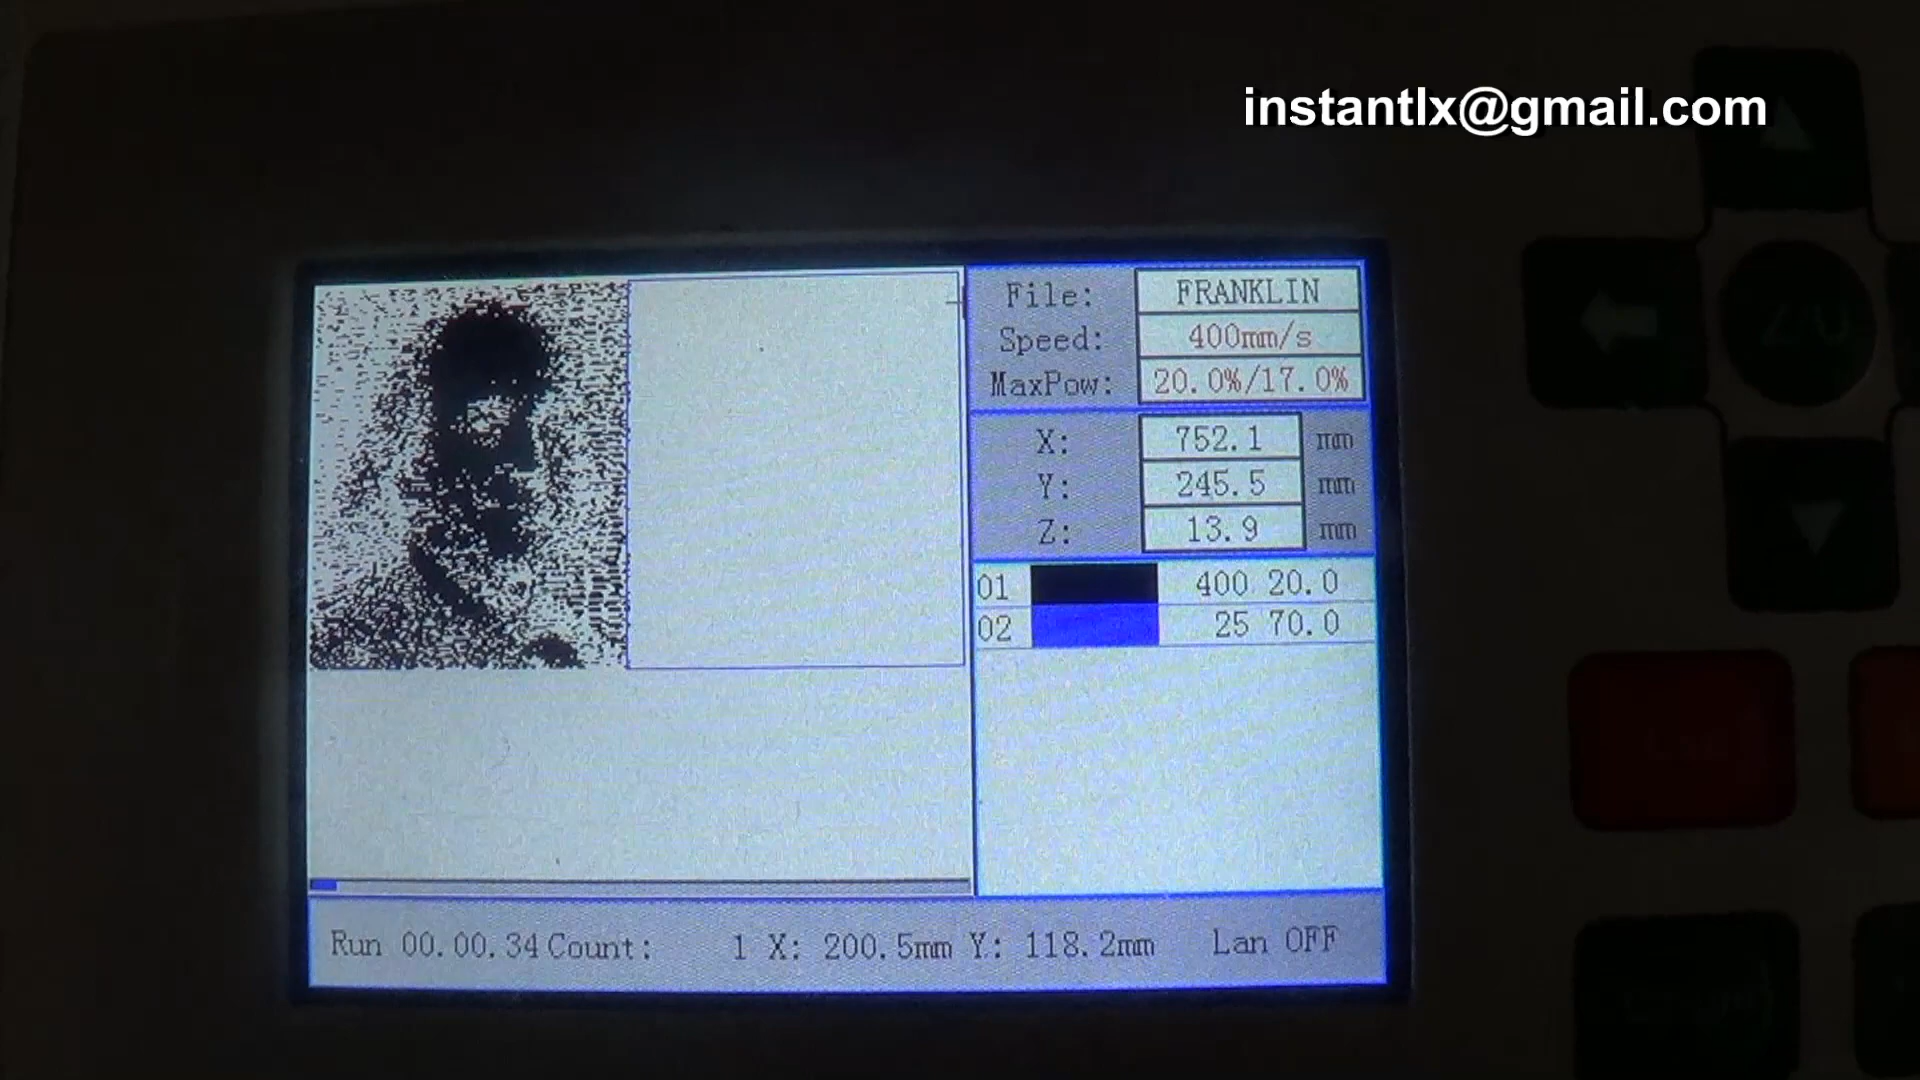 instantlx@gmail.com
File: FRANKLIN
Speed: 400mm/s
MaxPow: 20.0%/17.0%
X: 752.1 mm
Y: 245.5 mm
Z: 13.9 mm
01 400 20.0
02 25 70.0
Run 00.00.34 Count: 1 X: 200.5mm Y: 118.2mm Lan OFF